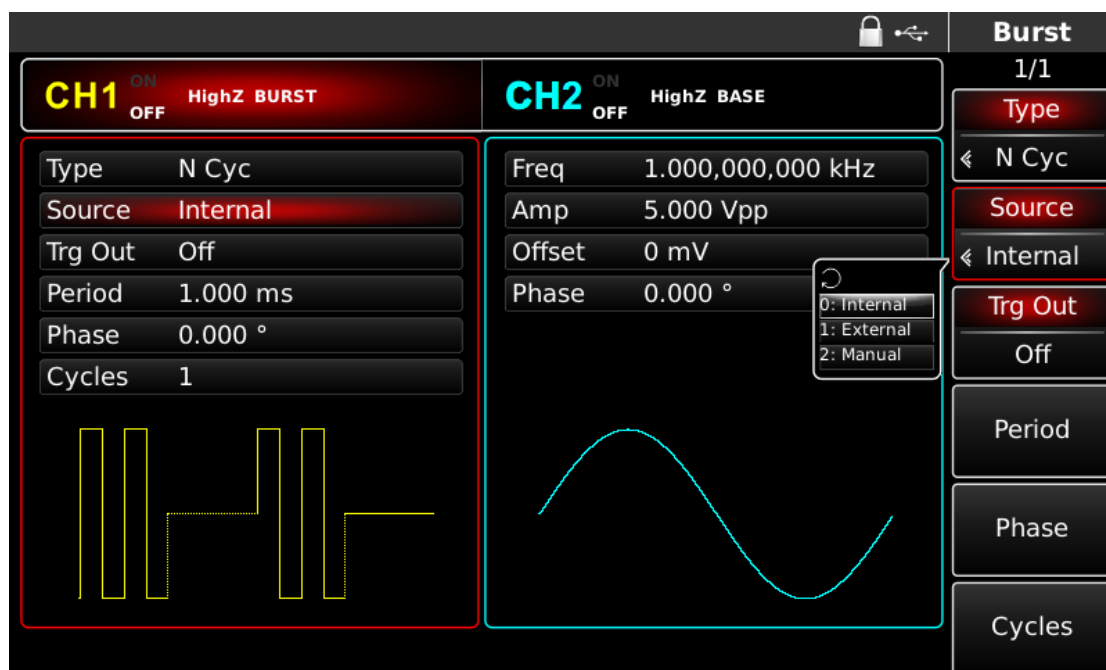 Burst
1/1
CH1 ON OFF HighZ BURST
CH2 ON OFF HighZ BASE
Type N Cyc
Source Internal
Trg Out Off
Period 1.000 ms
Phase 0.000 °
Cycles 1
Freq 1.000,000,000 kHz
Amp 5.000 Vpp
Offset 0 mV
Phase 0.000 °
0: Internal
1: External
2: Manual
Type
N Cyc
Source
Internal
Trg Out
Off
Period
Phase
Cycles